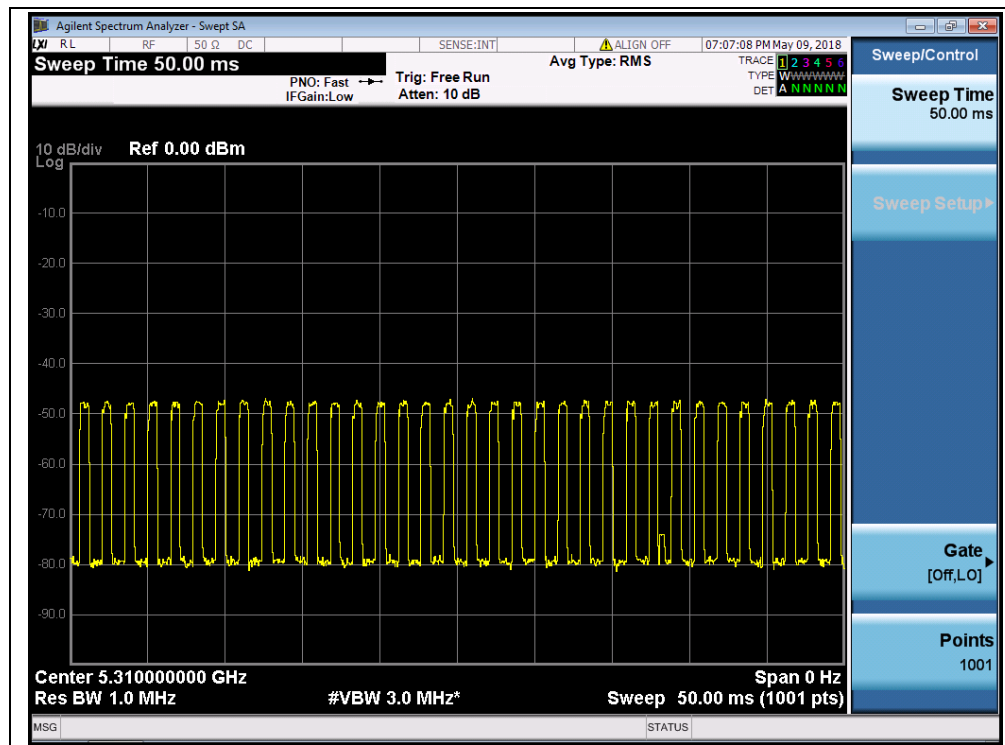 Agilent Spectrum Analyzer - Swept SA
LXI RL RF 50 Ω DC SENSE:INT ALIGN OFF 07:07:08 PM May 09, 2018
Sweep Time 50.00 ms
PNO: Fast
IFGain:Low
Trig: Free Run
Atten: 10 dB
Avg Type: RMS
TRACE 1 2 3 4 5 6
TYPE WWWWWWW
DET A N N N N N
10 dB/div
Log
Ref 0.00 dBm
-10.0
-20.0
-30.0
-40.0
-50.0
-60.0
-70.0
-80.0
-90.0
Center 5.310000000 GHz
Span 0 Hz
Res BW 1.0 MHz
#VBW 3.0 MHz*
Sweep 50.00 ms (1001 pts)
MSG
STATUS
Sweep/Control
Sweep Time
50.00 ms
Sweep Setup
Gate
[Off,LO]
Points
1001